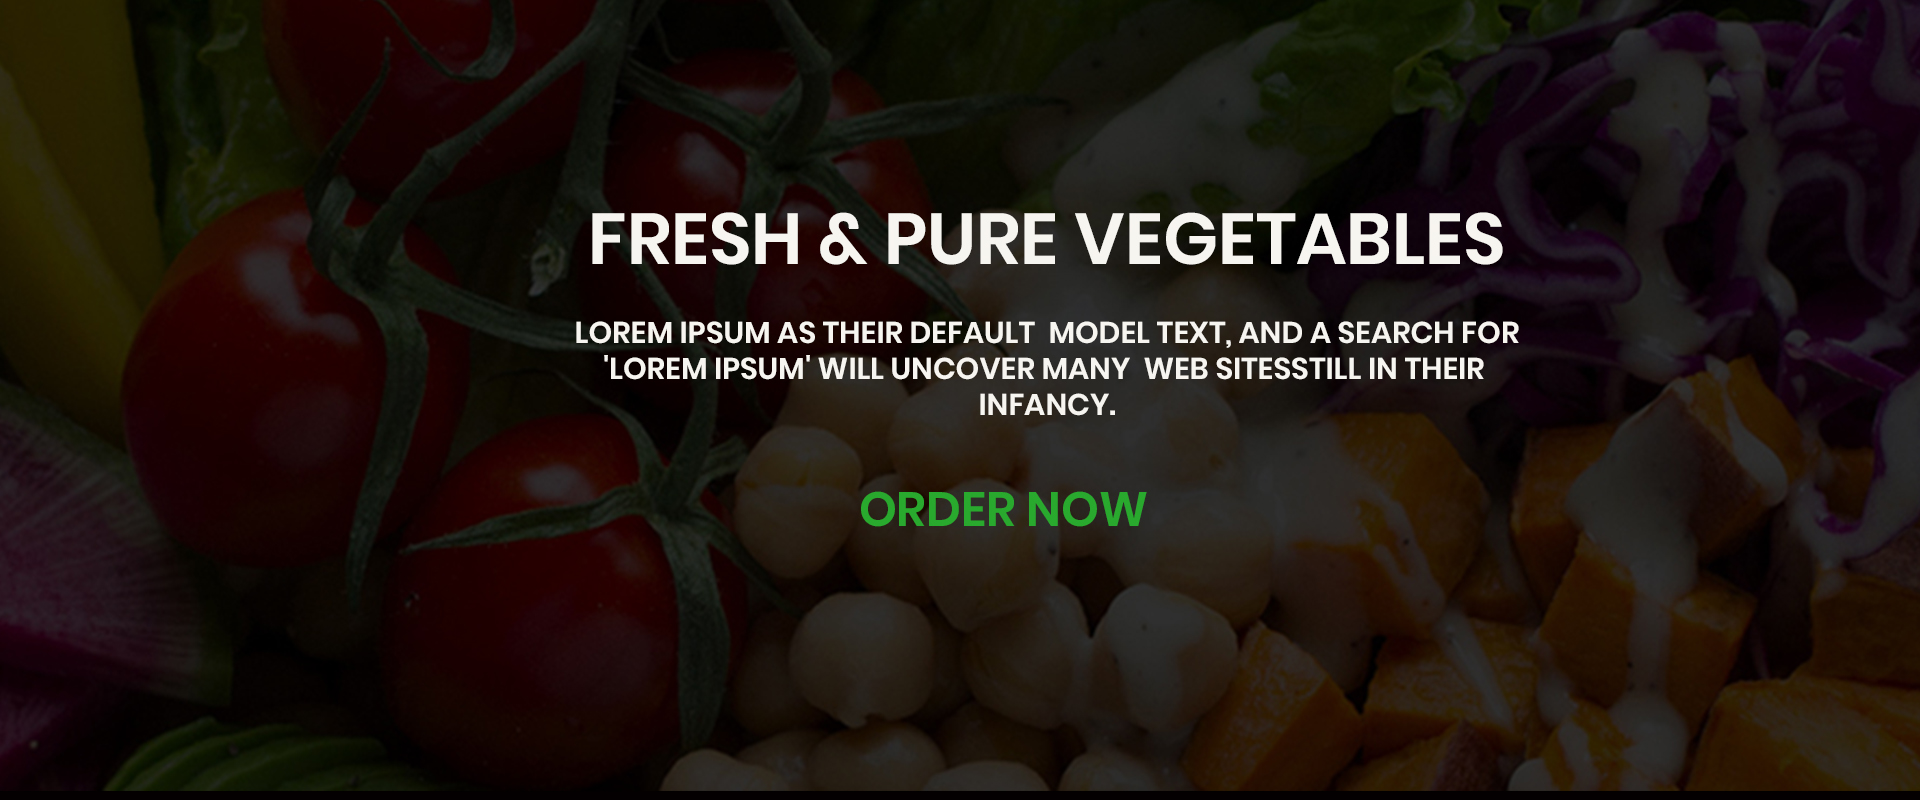 FRESH & PURE VEGETABLES
LOREM IPSUM AS THEIR DEFAULT  MODEL TEXT, AND A SEARCH FOR
'LOREM IPSUM' WILL UNCOVER MANY  WEB SITESSTILL IN THEIR
INFANCY.
ORDER NOW